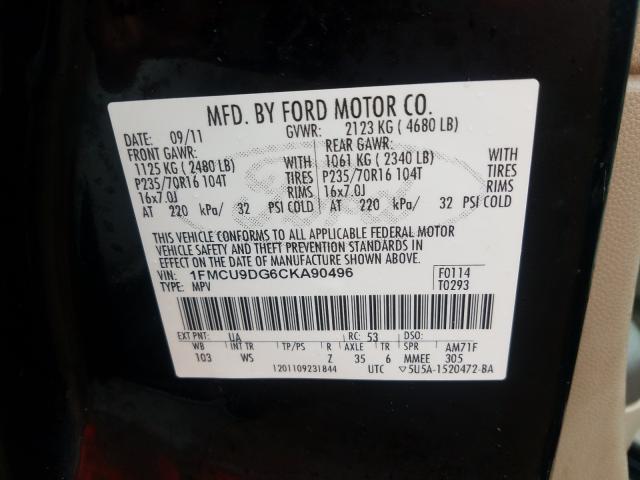 MFD. BY FORD MOTOR CO.
DATE: 09/11 GVWR: 2123 KG ( 4680 LB)
FRONT GAWR: REAR GAWR:
1125 KG ( 2480 LB) WITH 1061 KG ( 2340 LB) WITH
P235/70R16 104T TIRES P235/70R16 104T TIRES
16x7.0J RIMS 16x7.0J RIMS
AT 220 kPa/ 32 PSI COLD AT 220 kPa/ 32 PSI COLD
THIS VEHICLE CONFORMS TO ALL APPLICABLE FEDERAL MOTOR
VEHICLE SAFETY AND THEFT PREVENTION STANDARDS IN
EFFECT ON THE DATE OF MANUFACTURE SHOWN ABOVE.
VIN: 1FMCU9DG6CKA90496 F0114
TYPE: MPV T0293
EXT PNT: UA RC: 53 DSO:
WB INT TR TP/PS R AXLE TR SPR AM71F
103 WS Z 35 6 MMEE 305
1201109231844 UTC 5U5A-1520472-BA
Ford